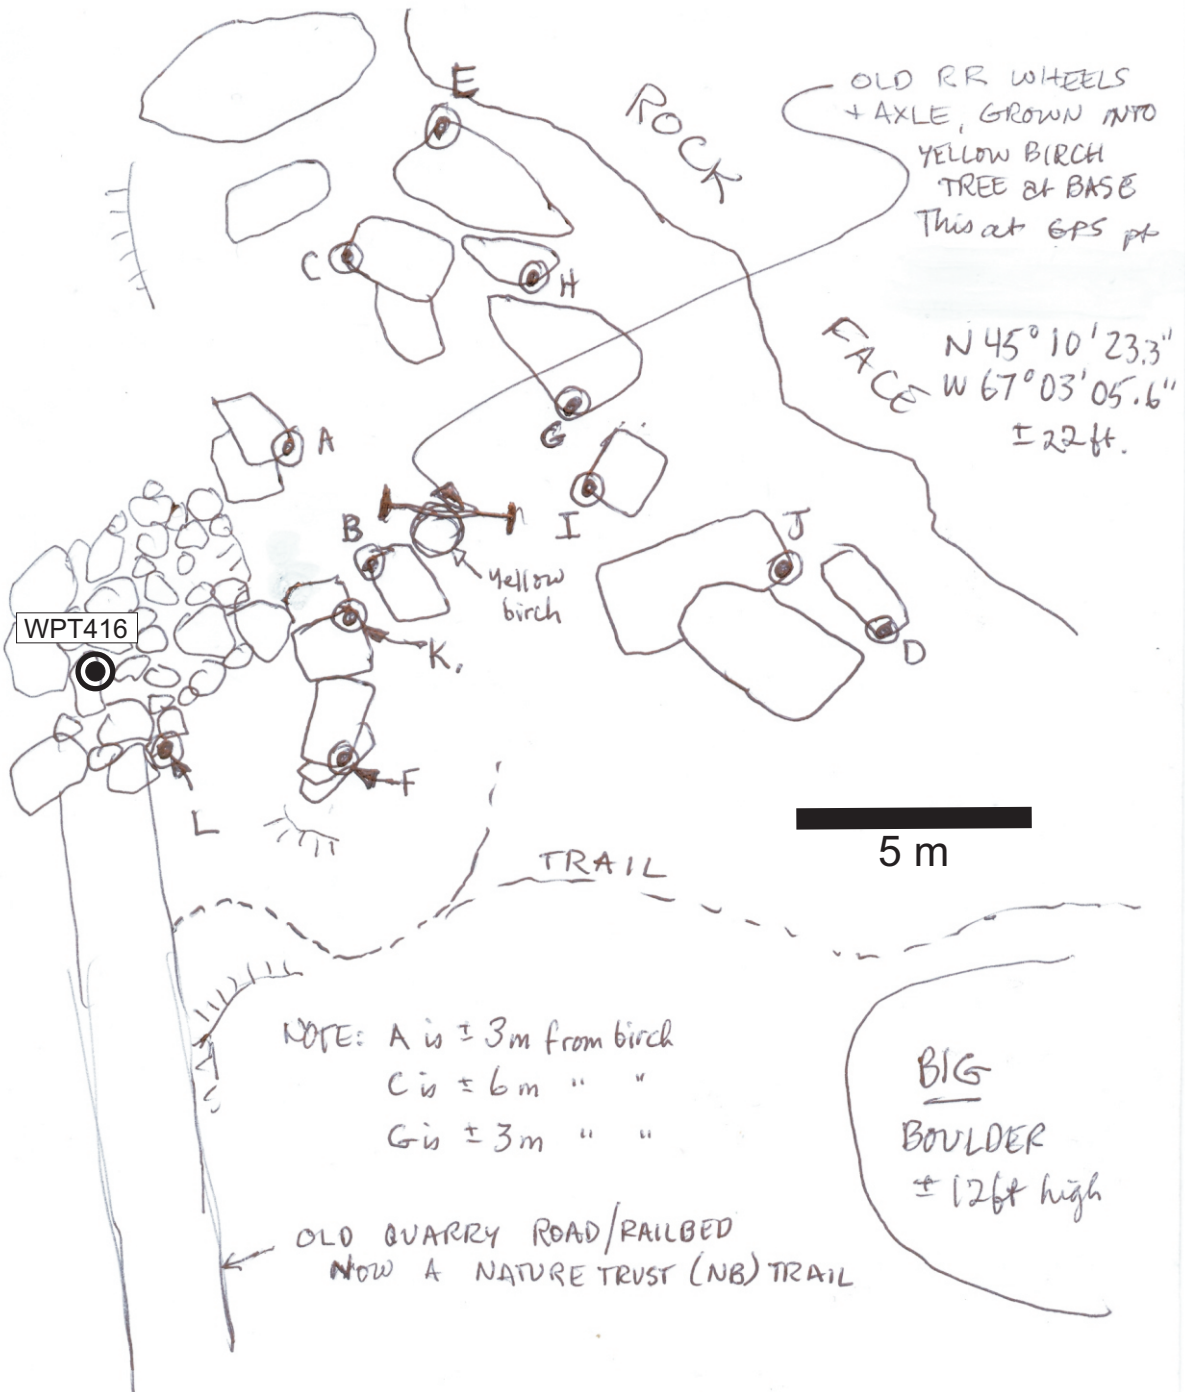 E
ROCK
OLD RR WHEELS
+ AXLE, GROWN INTO
YELLOW BIRCH
TREE at BASE
This at GPS pt
C
H
FACE
N 45° 10' 23.3"
W 67° 03' 05.6"
± 22 ft.
A
G
B
I
J
yellow
birch
WPT416
K.
D
F
L
5 m
TRAIL
NOTE: A is ± 3m from birch
C is ± 6m " "
G is ± 3m " "
BIG
BOULDER
± 12ft high
OLD QUARRY ROAD/RAILBED
NOW A NATURE TRUST (NB) TRAIL